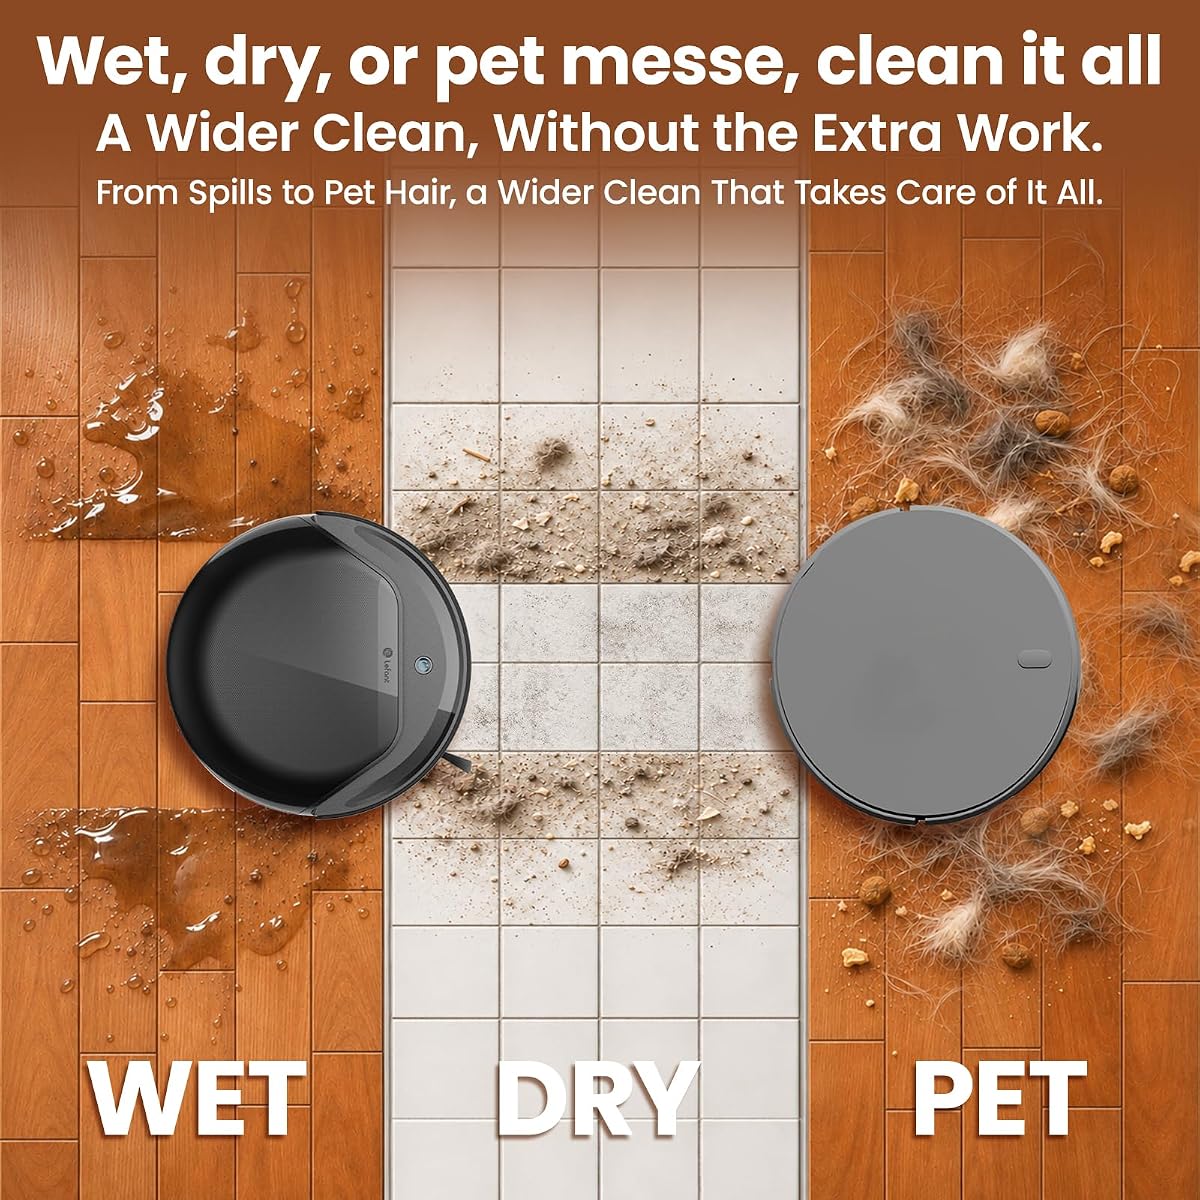 Wet, dry, or pet messe, clean it all
A Wider Clean, Without the Extra Work.
From Spills to Pet Hair, a Wider Clean That Takes Care of It All.
Lefant
WET
DRY
PET